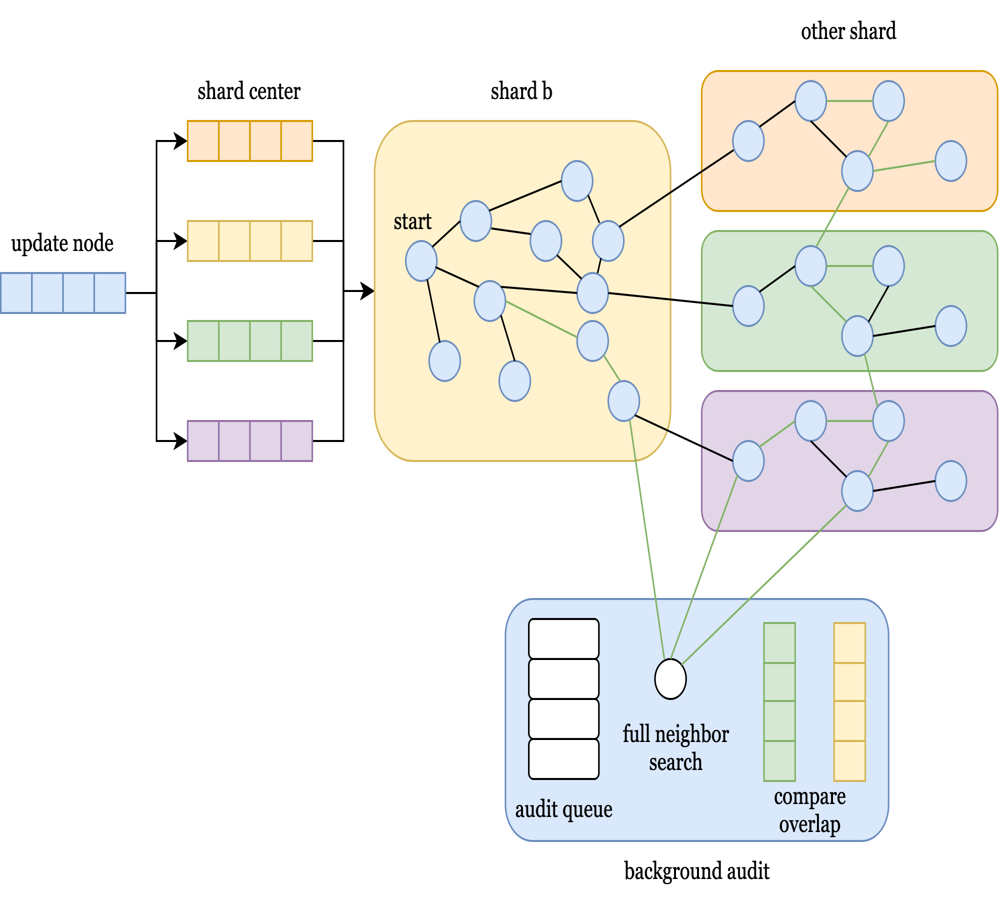 other shard
shard center
shard b
start
update node
full neighbor
search
audit queue
compare
overlap
background audit